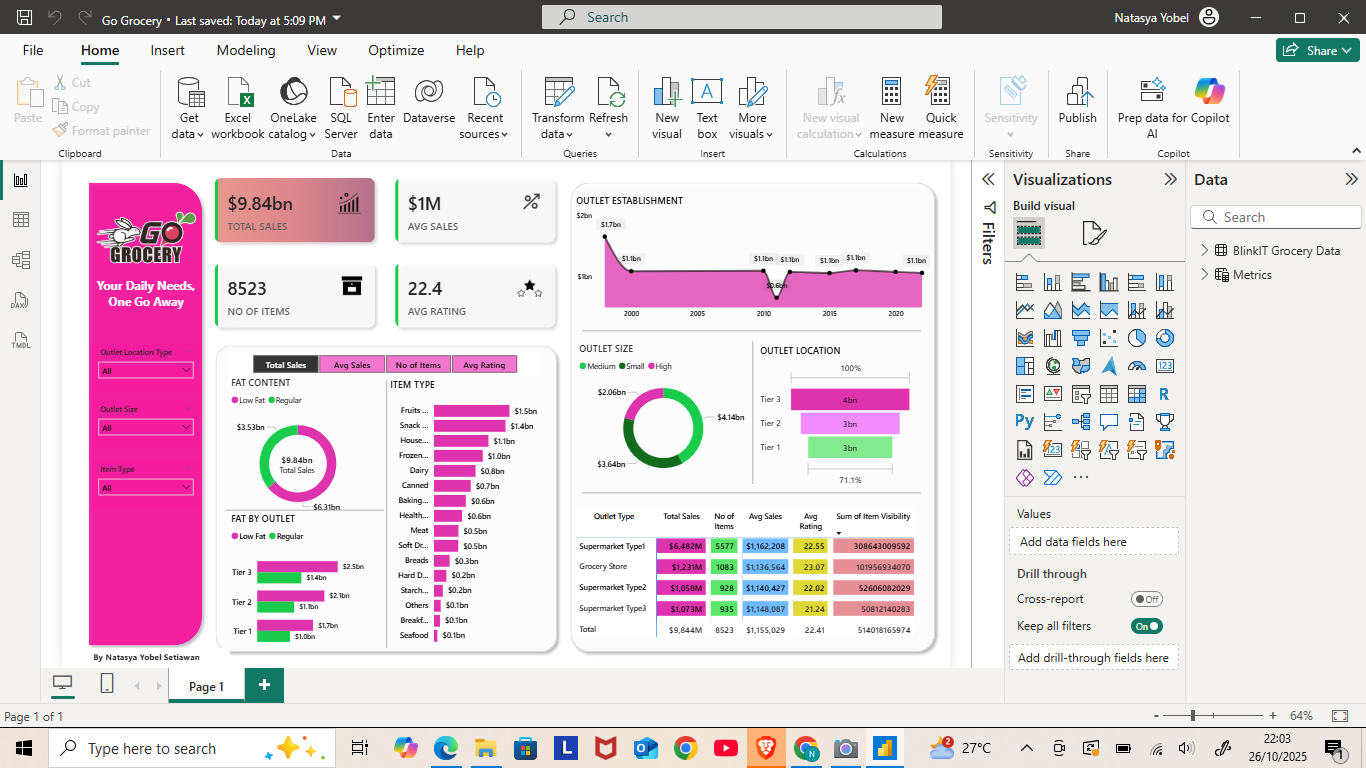 Go Grocery • Last saved: Today at 5:09 PM
Search
Natasya Yobel
File
Home
Insert
Modeling
View
Optimize
Help
Share
Paste
Cut
Copy
Format painter
Clipboard
Get data
Excel workbook
OneLake catalog
SQL Server
Enter data
Dataverse
Recent sources
Data
Transform data
Refresh
Queries
New visual
Text box
More visuals
Insert
New visual calculation
New measure
Quick measure
Calculations
Sensitivity
Sensitivity
Publish
Share
Prep data for AI
Copilot
Copilot
GO
GROCERY
Your Daily Needs,
One Go Away
Outlet Location Type
All
Outlet Size
All
Item Type
All
By Natasya Yobel Setiawan
$9.84bn
TOTAL SALES
$1M
AVG SALES
8523
NO OF ITEMS
22.4
AVG RATING
Total Sales
Avg Sales
No of Items
Avg Rating
FAT CONTENT
Low Fat Regular
$3.53bn
$9.84bn
Total Sales
$6.31bn
FAT BY OUTLET
Low Fat Regular
Tier 3 $2.5bn
$1.4bn
Tier 2 $2.1bn
$1.1bn
Tier 1 $1.7bn
$1.0bn
ITEM TYPE
Fruits ... $1.5bn
Snack ... $1.4bn
House... $1.1bn
Frozen... $1.0bn
Dairy $0.8bn
Canned $0.7bn
Baking... $0.6bn
Health... $0.6bn
Meat $0.5bn
Soft Dr... $0.5bn
Breads $0.3bn
Hard D... $0.2bn
Starch... $0.2bn
Others $0.1bn
Breakf... $0.1bn
Seafood $0.1bn
OUTLET ESTABLISHMENT
$2bn
$1bn
$1.7bn
$1.1bn
$1.1bn
$0.6bn
$1.1bn
$1.1bn
$1.1bn
$1.1bn
2000 2005 2010 2015 2020
OUTLET SIZE
Medium Small High
$2.06bn
$4.14bn
$3.64bn
OUTLET LOCATION
100%
Tier 3 4bn
Tier 2 3bn
Tier 1 3bn
71.1%
Outlet Type Total Sales No of Items Avg Sales Avg Rating Sum of Item Visibility
Supermarket Type1 $6,482M 5577 $1,162,208 22.55 308643009592
Grocery Store $1,231M 1083 $1,136,564 23.07 101956934070
Supermarket Type2 $1,058M 928 $1,140,427 22.02 52606082029
Supermarket Type3 $1,073M 935 $1,148,087 21.24 50812140283
Total $9,844M 8523 $1,155,029 22.41 514018165974
Filters
Visualizations
Build visual
123
R
Py
123
Values
Add data fields here
Drill through
Cross-report
Off
Keep all filters
On
Add drill-through fields here
Data
Search
BlinkIT Grocery Data
Metrics
DAX
TMDL
Page 1
Page 1 of 1
- + 64%
Type here to search
L
N
2
27°C
22:03
26/10/2025
1